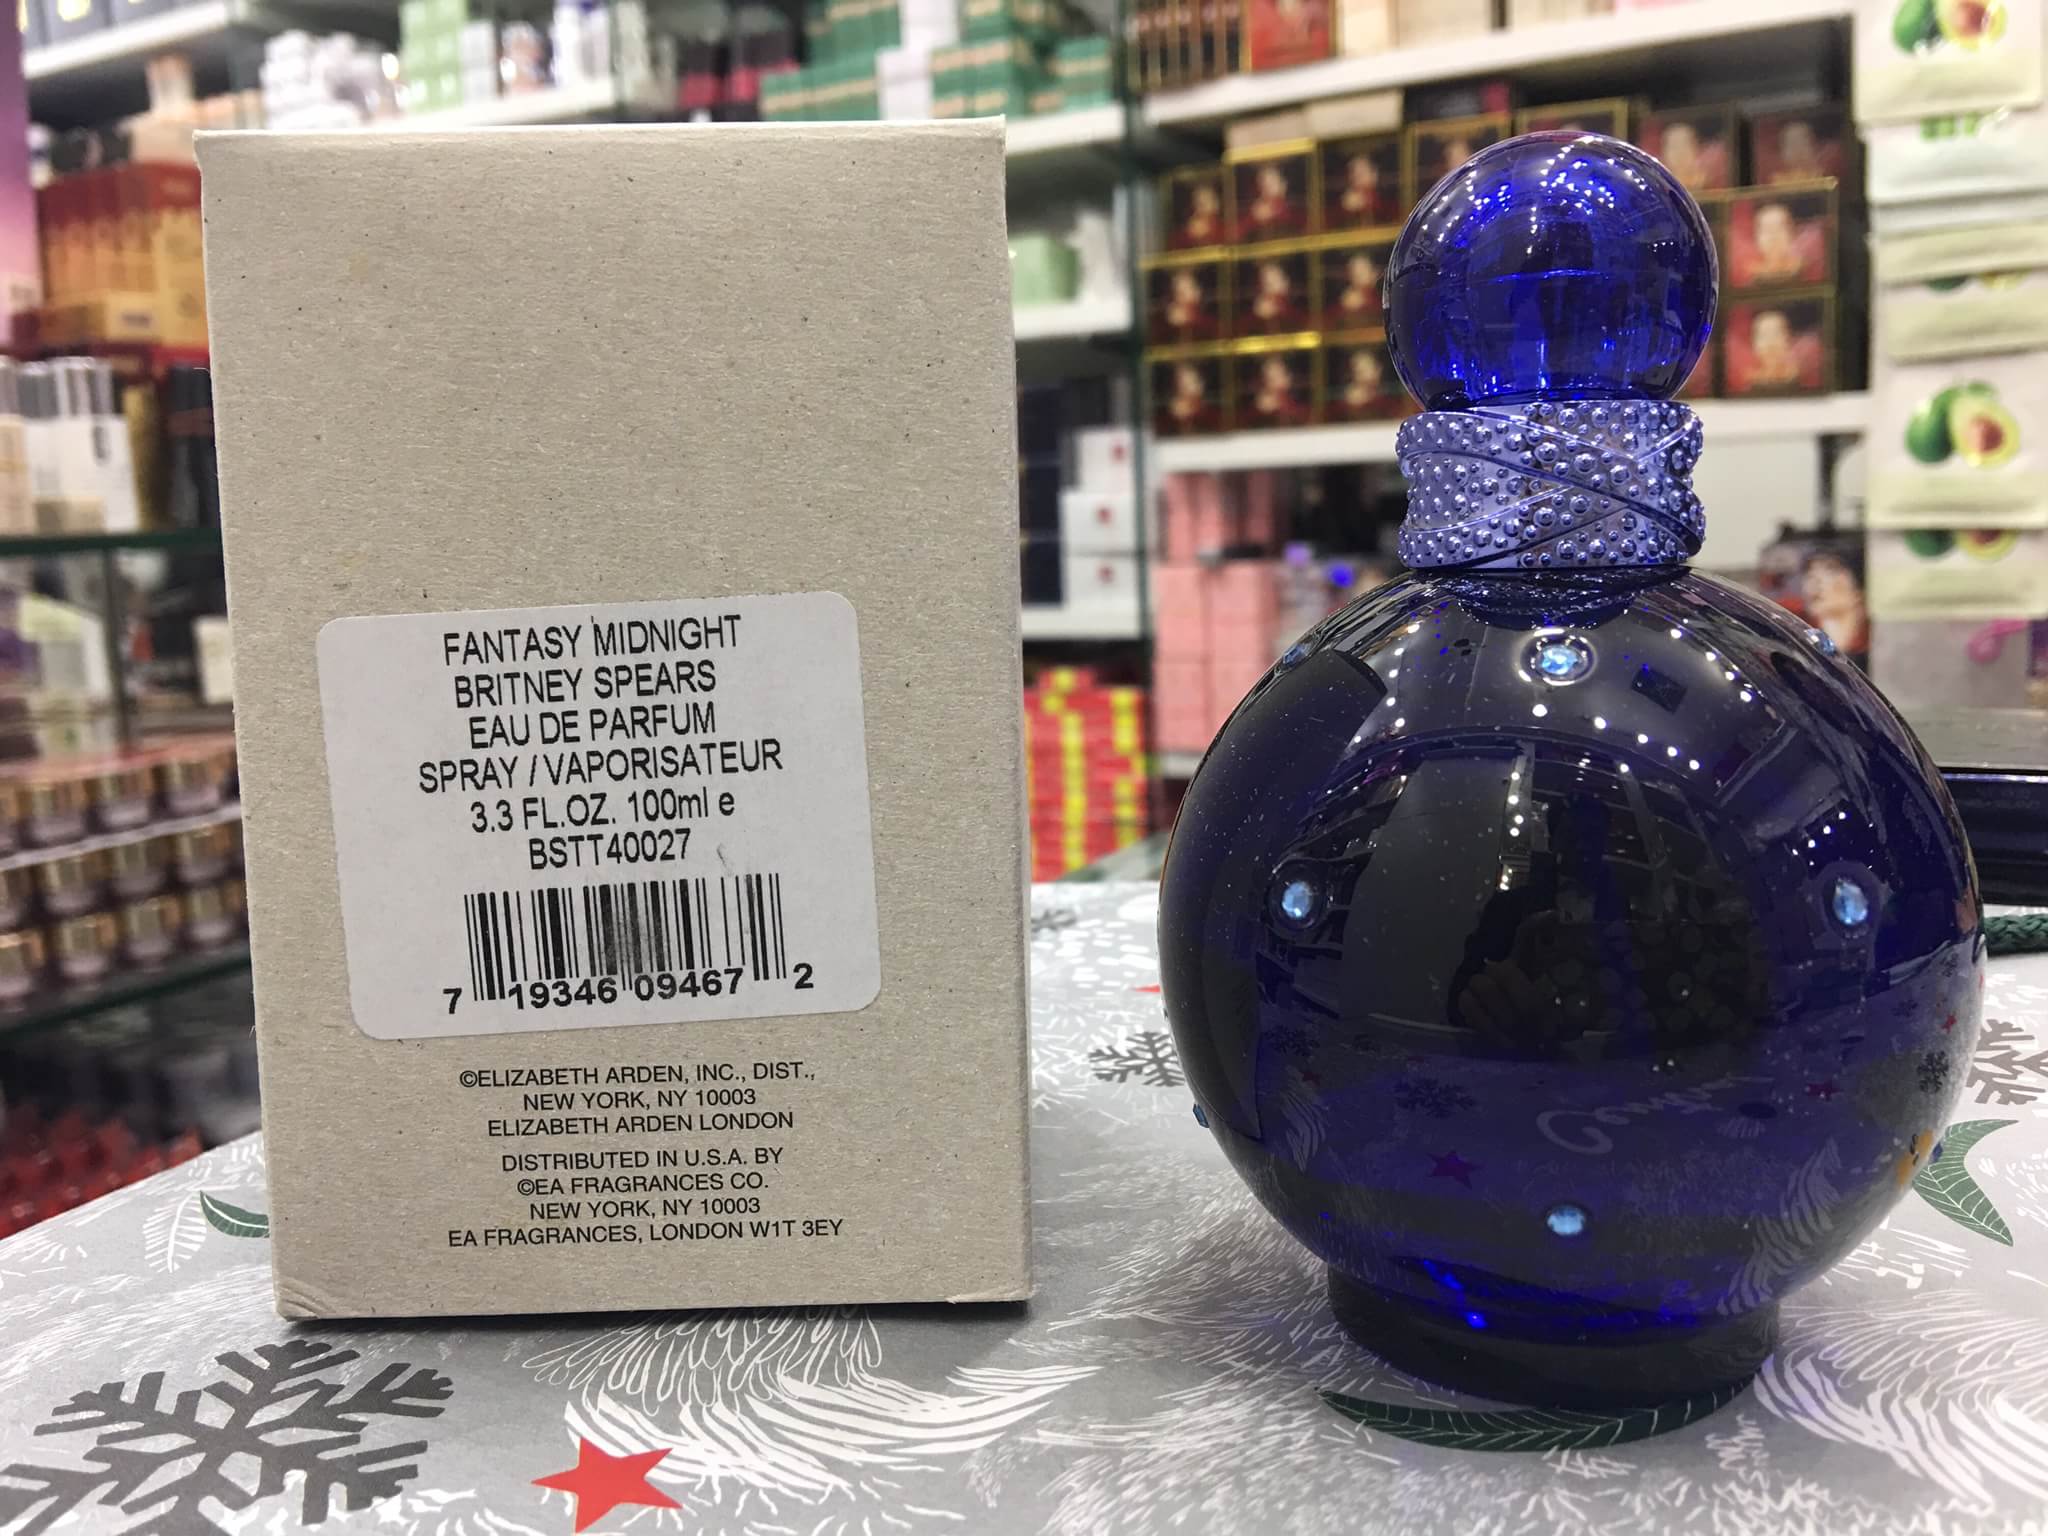 FANTASY MIDNIGHT
BRITNEY SPEARS
EAU DE PARFUM
SPRAY / VAPORISATEUR
3.3 FL.OZ. 100ml e
BSTT40027
7 19346 09467 2
©ELIZABETH ARDEN, INC., DIST.,
NEW YORK, NY 10003
ELIZABETH ARDEN LONDON
DISTRIBUTED IN U.S.A. BY
©EA FRAGRANCES CO.
NEW YORK, NY 10003
EA FRAGRANCES, LONDON W1T 3EY